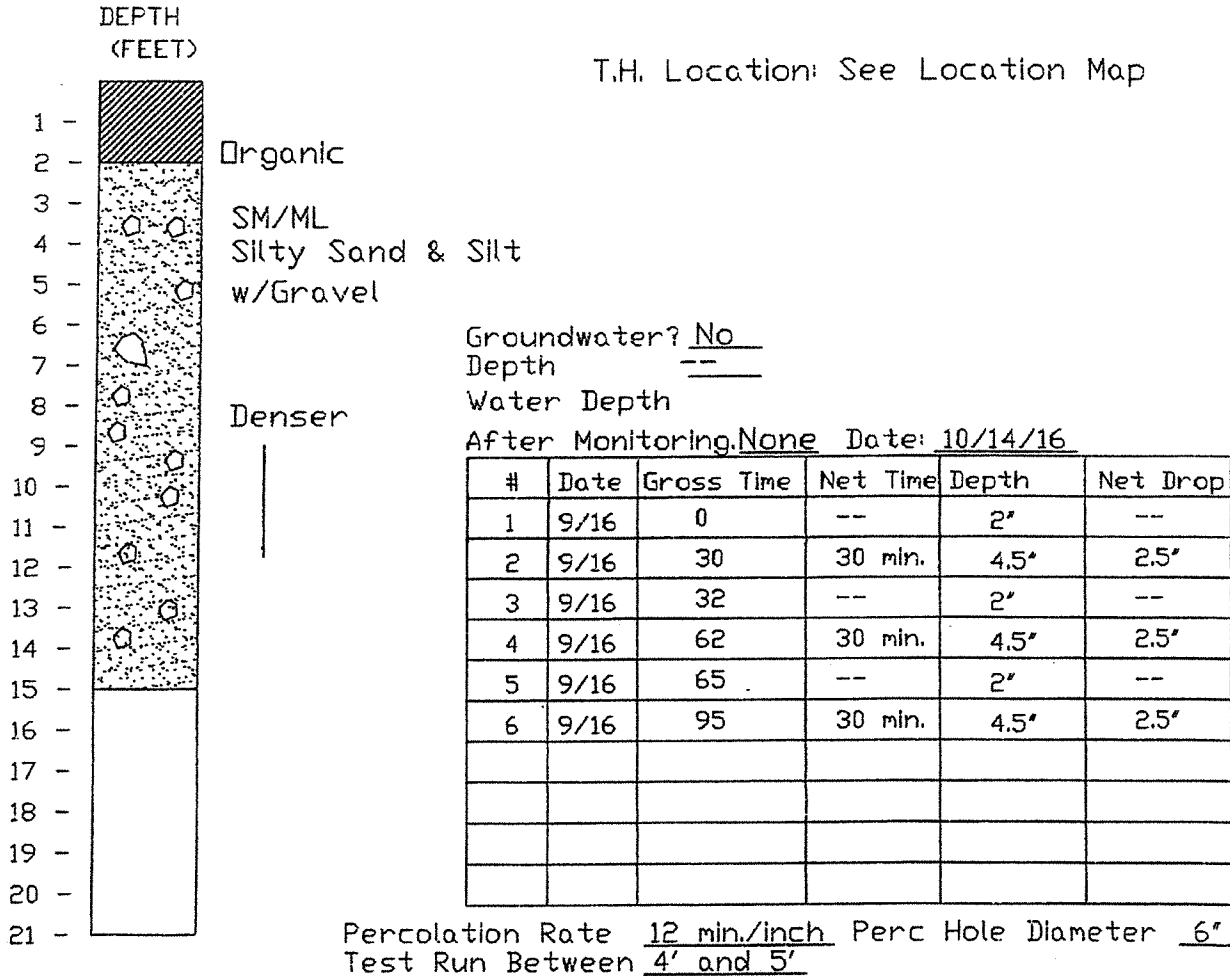 DEPTH
(FEET)
T.H. Location: See Location Map
1 -
2 -
3 -
4 -
5 -
6 -
7 -
8 -
9 -
10 -
11 -
12 -
13 -
14 -
15 -
16 -
17 -
18 -
19 -
20 -
21 -
Organic
SM/ML
Silty Sand & Silt
w/Gravel
Denser
Groundwater? No
Depth --
Water Depth
After Monitoring. None Date: 10/14/16
# Date Gross Time Net Time Depth Net Drop
1 9/16 0 -- 2" --
2 9/16 30 30 min. 4.5" 2.5"
3 9/16 32 -- 2" --
4 9/16 62 30 min. 4.5" 2.5"
5 9/16 65 -- 2" --
6 9/16 95 30 min. 4.5" 2.5"
Percolation Rate 12 min./inch Perc Hole Diameter 6"
Test Run Between 4' and 5'